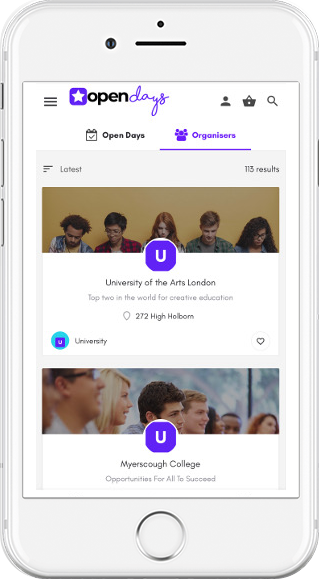 opendays
Open Days Organisers
Latest 113 results
U
University of the Arts London
Top two in the world for creative education
272 High Holborn
U University
U
Myerscough College
Opportunities For All To Succeed